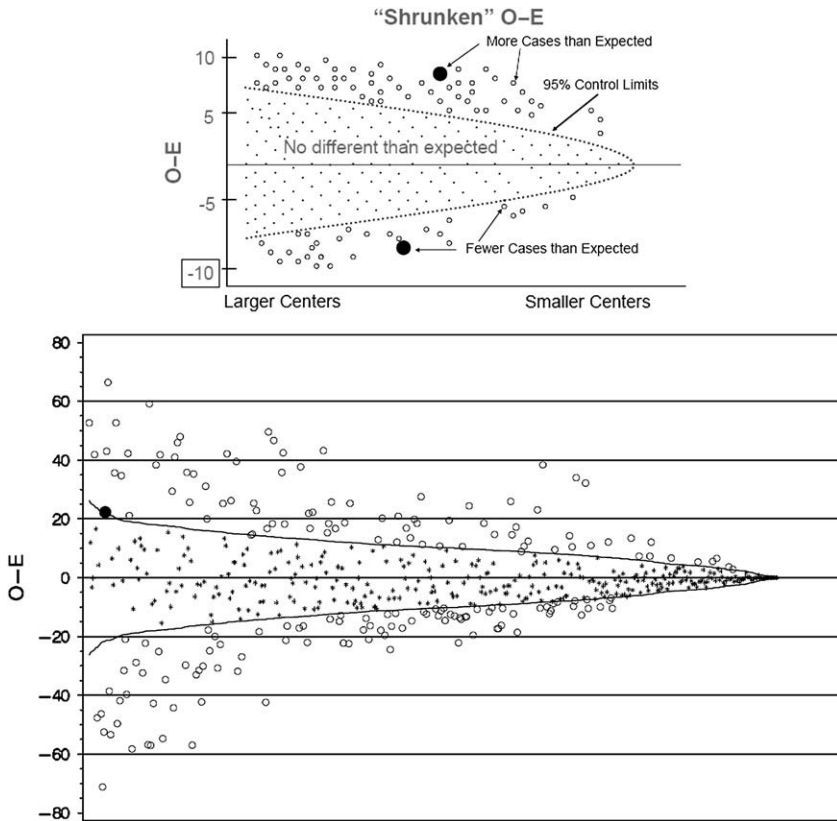 “Shrunken” O–E
More Cases than Expected
10
95% Control Limits
5
No different than expected
O–E
-5
Fewer Cases than Expected
-10
Larger Centers
Smaller Centers
80
60
40
20
0
O–E
−20
−40
−60
−80